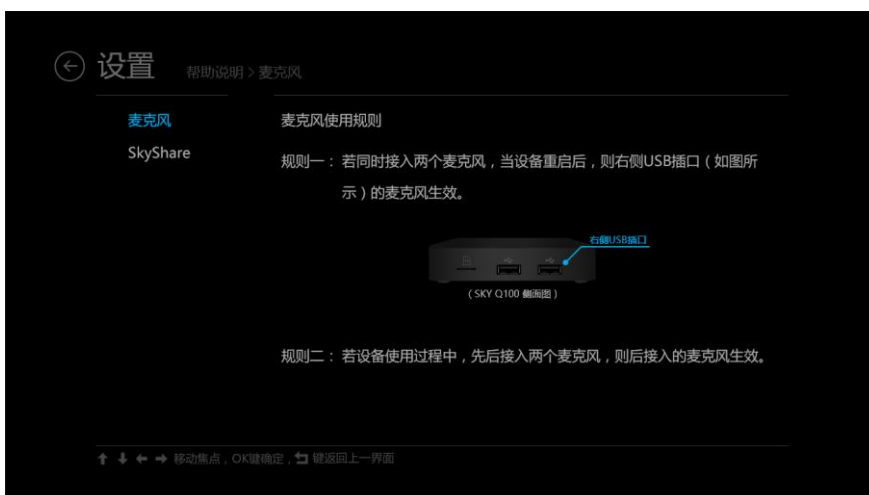 设置 帮助说明 > 麦克风
麦克风
SkyShare
麦克风使用规则
规则一： 若同时接入两个麦克风，当设备重启后，则右侧USB插口（如图所
示）的麦克风生效。
右侧USB插口
（SKY Q100 侧面图）
规则二： 若设备使用过程中，先后接入两个麦克风，则后接入的麦克风生效。
移动焦点，OK键确定， 键返回上一界面